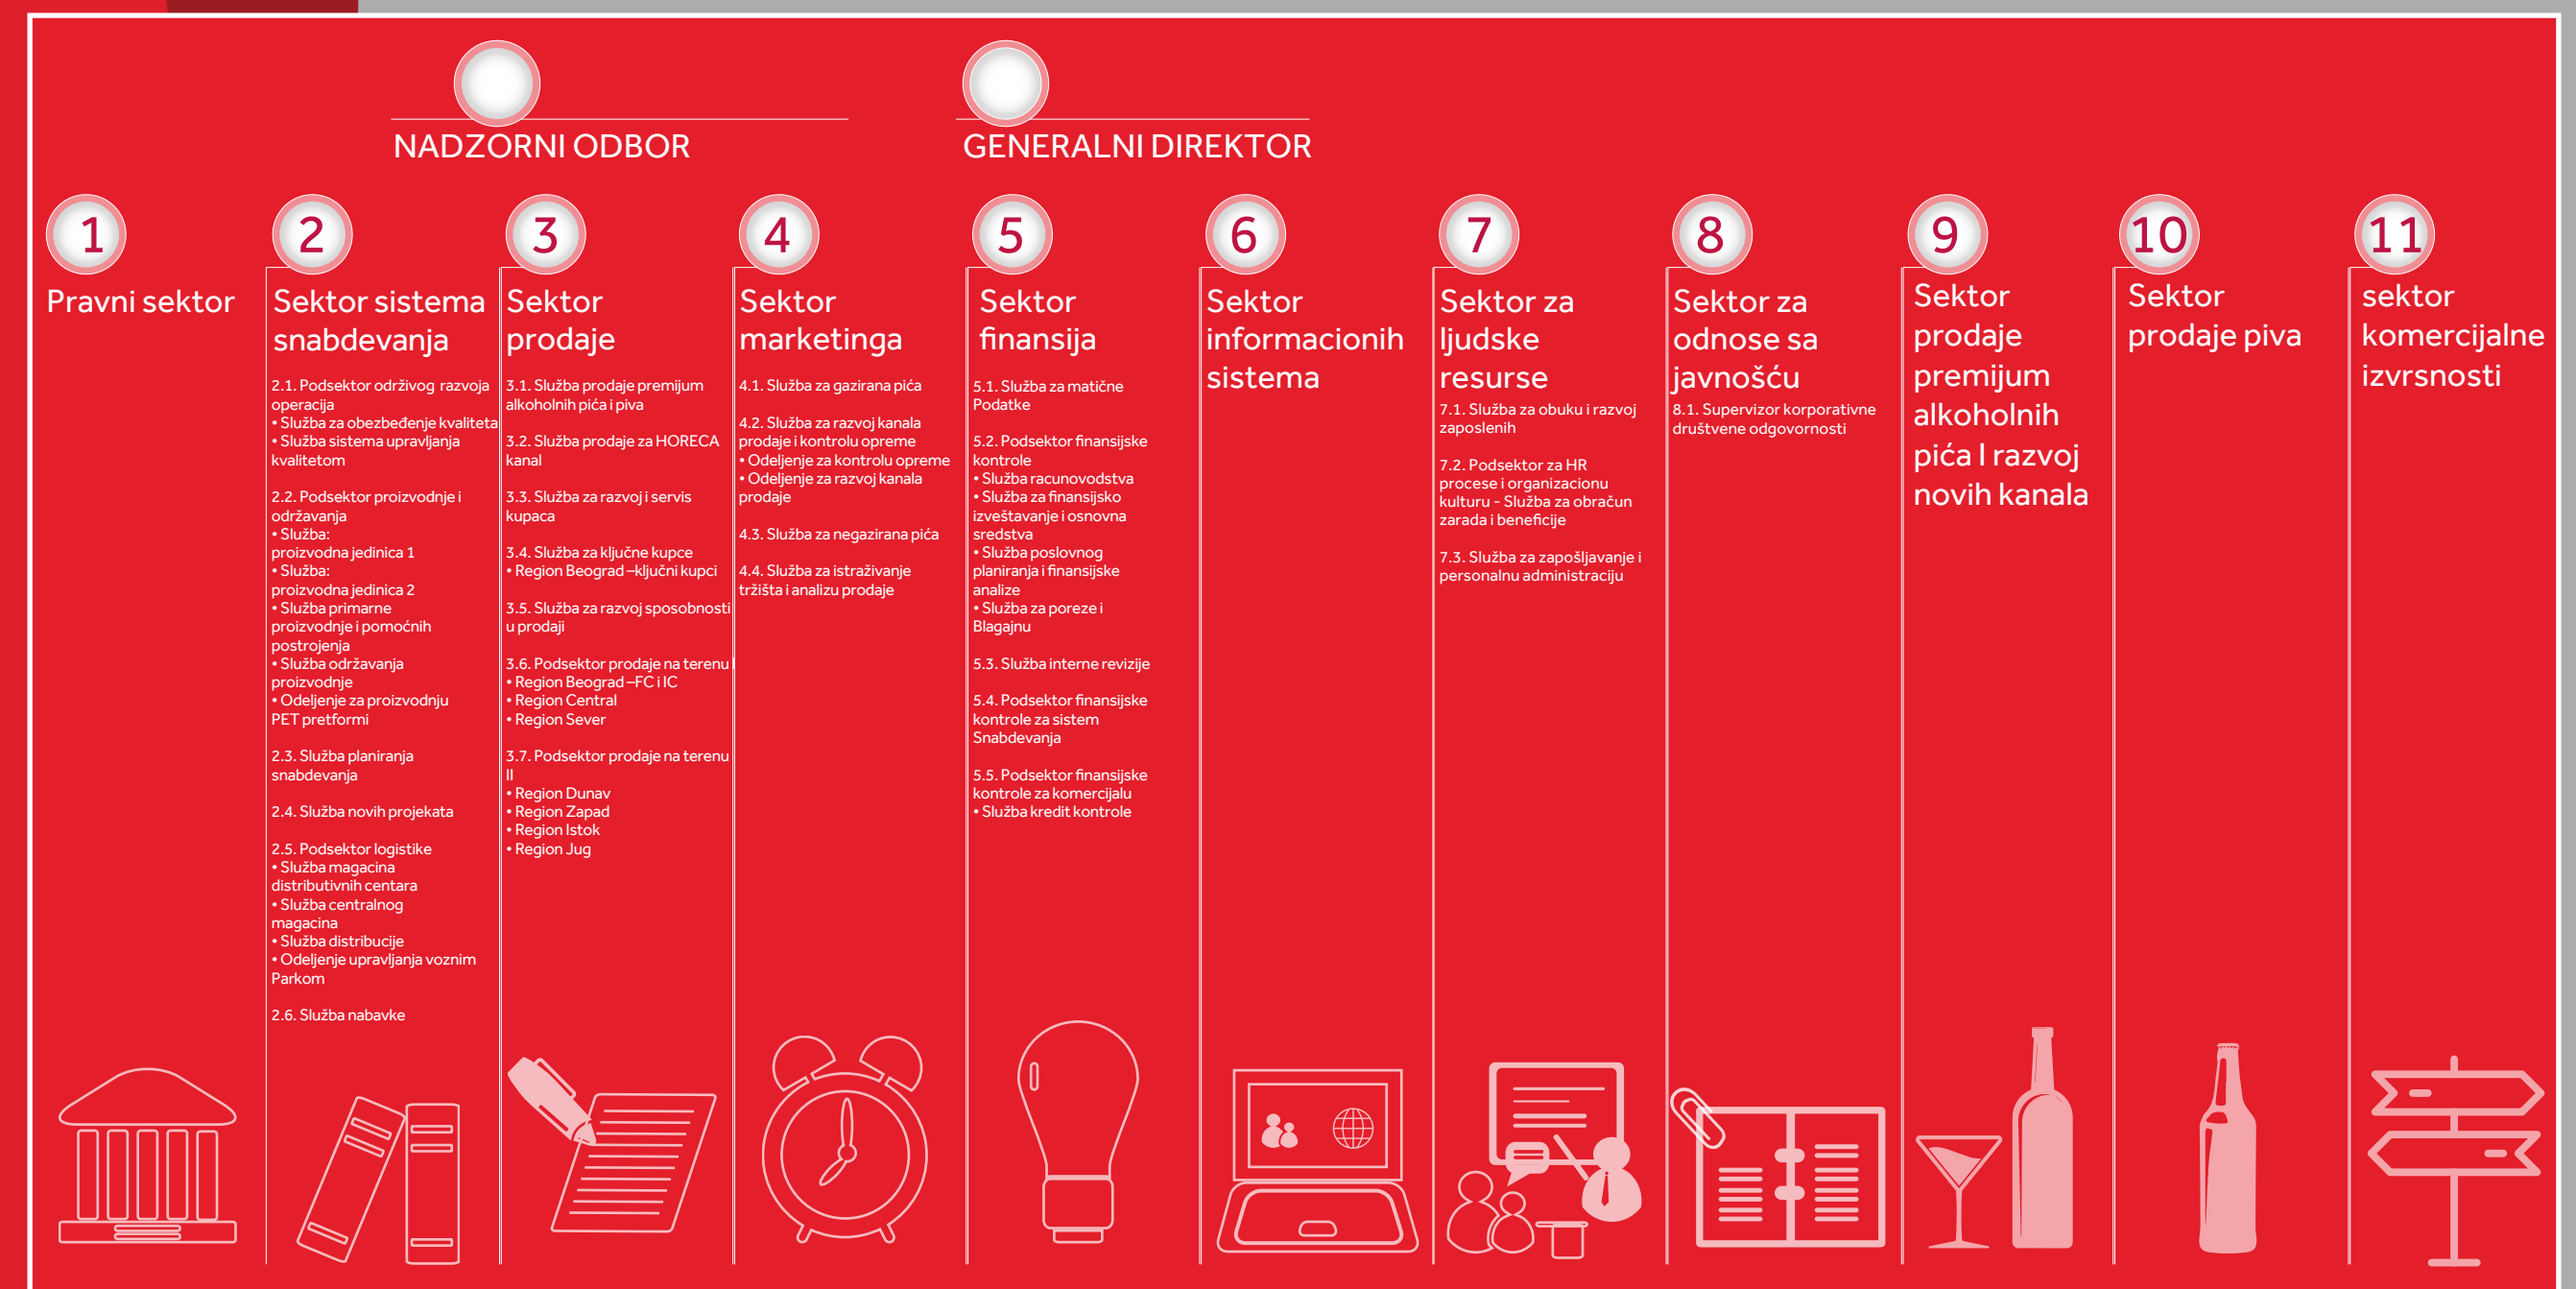 NADZORNI ODBOR
GENERALNI DIREKTOR
1
Pravni sektor
2
Sektor sistema
snabdevanja
2.1. Podsektor održivog razvoja
operacija
• Služba za obezbeđenje kvaliteta
• Služba sistema upravljanja
kvalitetom
2.2. Podsektor proizvodnje i
održavanja
• Služba:
proizvodna jedinica 1
• Služba:
proizvodna jedinica 2
• Služba primarne
proizvodnje i pomoćnih
postrojenja
• Služba održavanja
proizvodnje
• Odeljenje za proizvodnju
PET pretformi
2.3. Služba planiranja
snabdevanja
2.4. Služba novih projekata
2.5. Podsektor logistike
• Služba magacina
distributivnih centara
• Služba centralnog
magacina
• Služba distribucije
• Odeljenje upravljanja voznim
Parkom
2.6. Služba nabavke
3
Sektor
prodaje
3.1. Služba prodaje premijum
alkoholnih pića i piva
3.2. Služba prodaje za HORECA
kanal
3.3. Služba za razvoj i servis
kupaca
3.4. Služba za ključne kupce
• Region Beograd –ključni kupci
3.5. Služba za razvoj sposobnosti
u prodaji
3.6. Podsektor prodaje na terenu I
• Region Beograd –FC i IC
• Region Central
• Region Sever
3.7. Podsektor prodaje na terenu
II
• Region Dunav
• Region Zapad
• Region Istok
• Region Jug
4
Sektor
marketinga
4.1. Služba za gazirana pića
4.2. Služba za razvoj kanala
prodaje i kontrolu opreme
• Odeljenje za kontrolu opreme
• Odeljenje za razvoj kanala
prodaje
4.3. Služba za negazirana pića
4.4. Služba za istraživanje
tržišta i analizu prodaje
5
Sektor
finansija
5.1. Služba za matične
Podatke
5.2. Podsektor finansijske
kontrole
• Služba racunovodstva
• Služba za finansijsko
izveštavanje i osnovna
sredstva
• Služba poslovnog
planiranja i finansijske
analize
• Služba za poreze i
Blagajnu
5.3. Služba interne revizije
5.4. Podsektor finansijske
kontrole za sistem
Snabdevanja
5.5. Podsektor finansijske
kontrole za komercijalu
• Služba kredit kontrole
6
Sektor
informacionih
sistema
7
Sektor za
ljudske
resurse
7.1. Služba za obuku i razvoj
zaposlenih
7.2. Podsektor za HR
procese i organizacionu
kulturu - Služba za obračun
zarada i beneficije
7.3. Služba za zapošljavanje i
personalnu administraciju
8
Sektor za
odnose sa
javnošću
8.1. Supervizor korporativne
društvene odgovornosti
9
Sektor
prodaje
premijum
alkoholnih
pića I razvoj
novih kanala
10
Sektor
prodaje piva
11
sektor
komercijalne
izvrsnosti